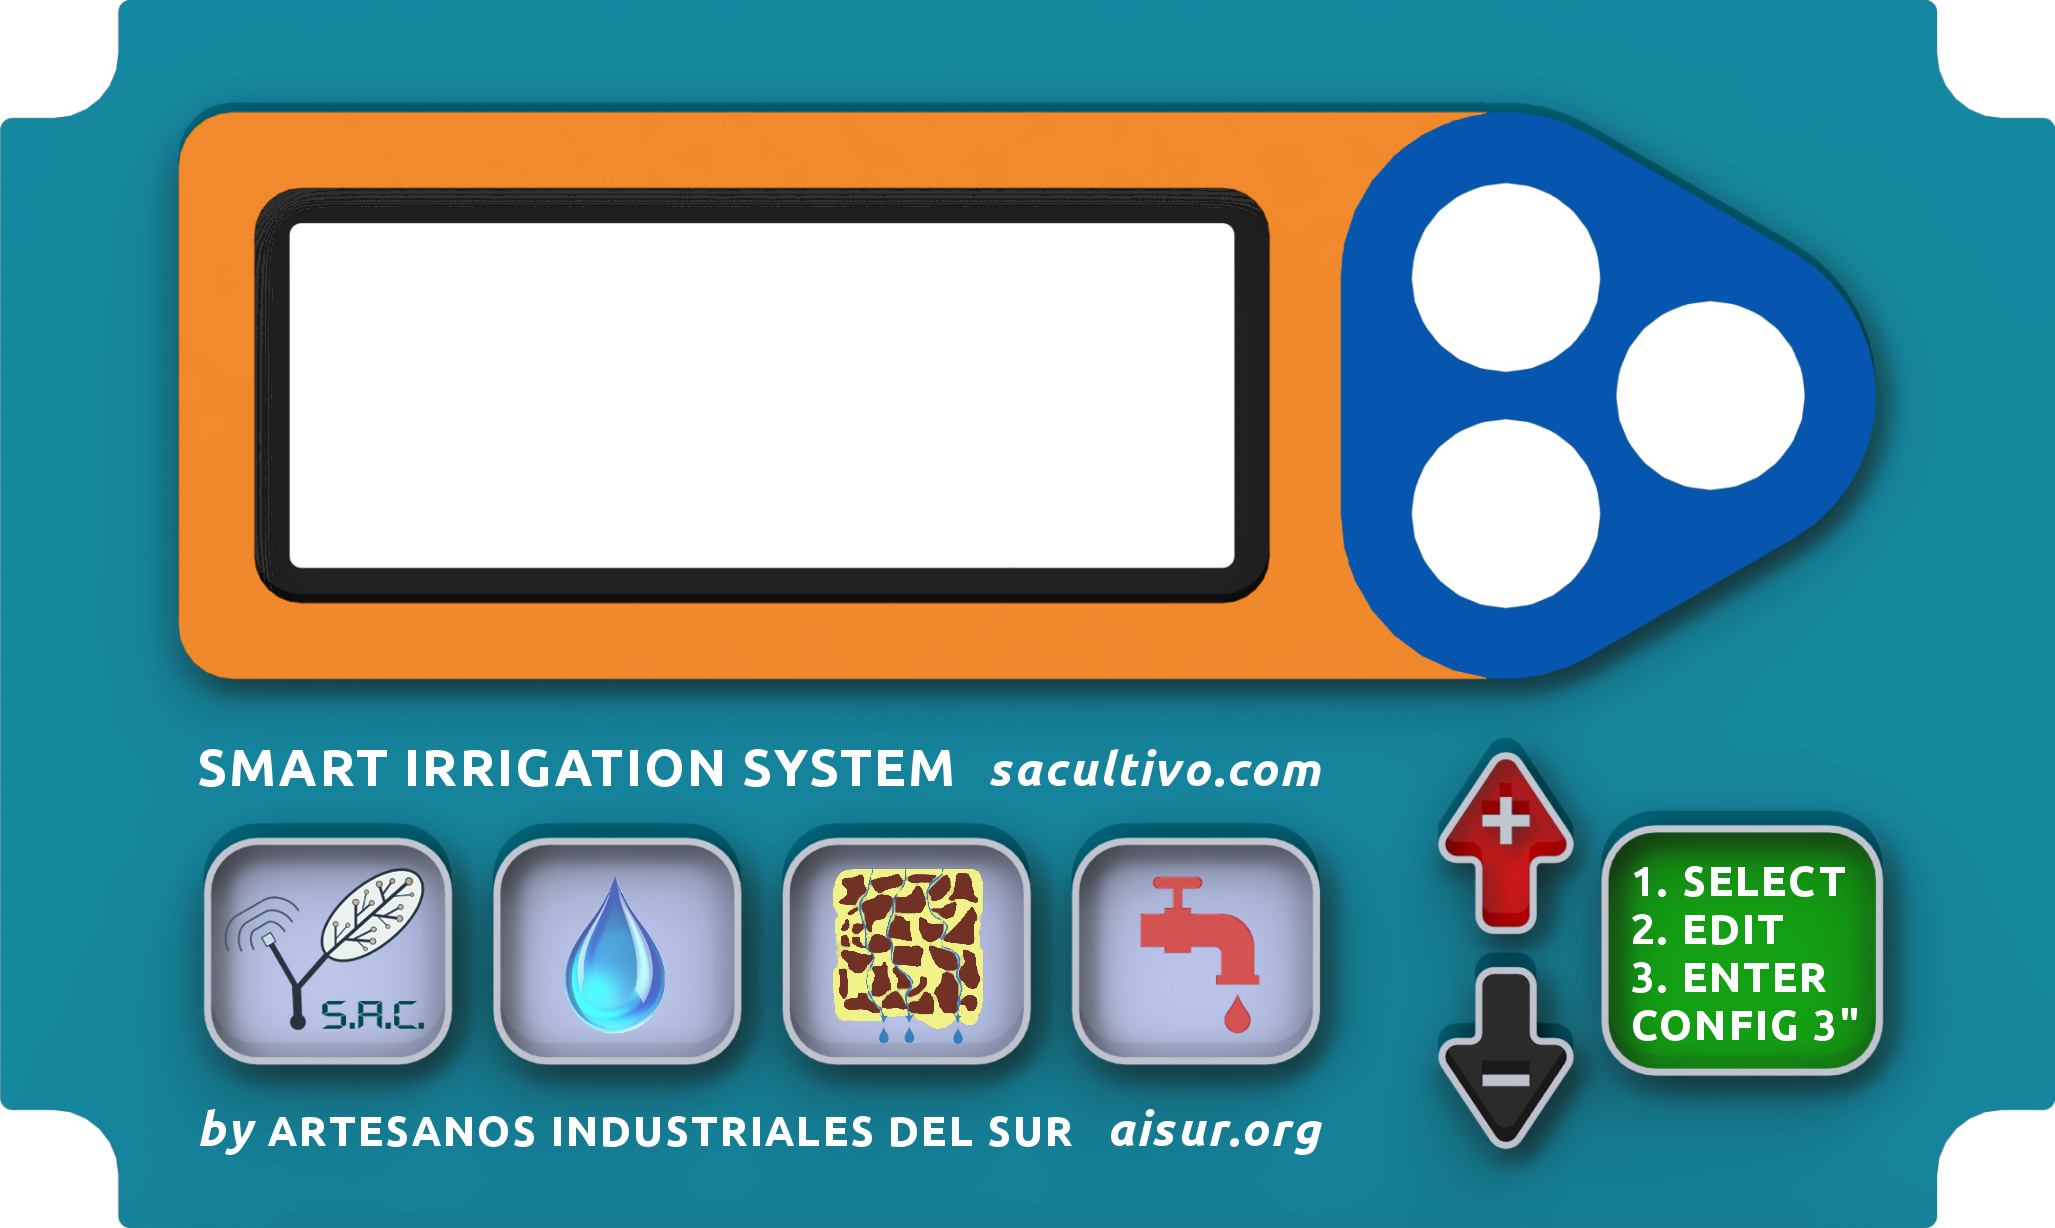 SMART IRRIGATION SYSTEM sacultivo.com
S.A.C.
+
1. SELECT
2. EDIT
3. ENTER
CONFIG 3"
-
by ARTESANOS INDUSTRIALES DEL SUR aisur.org